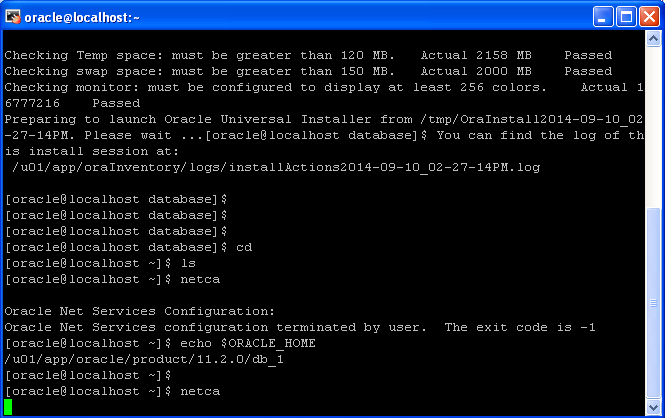 oracle@localhost:~
Checking Temp space: must be greater than 120 MB.   Actual 2158 MB    Passed
Checking swap space: must be greater than 150 MB.   Actual 2000 MB    Passed
Checking monitor: must be configured to display at least 256 colors.    Actual 1
6777216    Passed
Preparing to launch Oracle Universal Installer from /tmp/OraInstall2014-09-10_02
-27-14PM. Please wait ...[oracle@localhost database]$ You can find the log of th
is install session at:
 /u01/app/oraInventory/logs/installActions2014-09-10_02-27-14PM.log
[oracle@localhost database]$
[oracle@localhost database]$
[oracle@localhost database]$
[oracle@localhost database]$ cd
[oracle@localhost ~]$ ls
[oracle@localhost ~]$ netca
Oracle Net Services Configuration:
Oracle Net Services configuration terminated by user.  The exit code is -1
[oracle@localhost ~]$ echo $ORACLE_HOME
/u01/app/oracle/product/11.2.0/db_1
[oracle@localhost ~]$
[oracle@localhost ~]$ netca